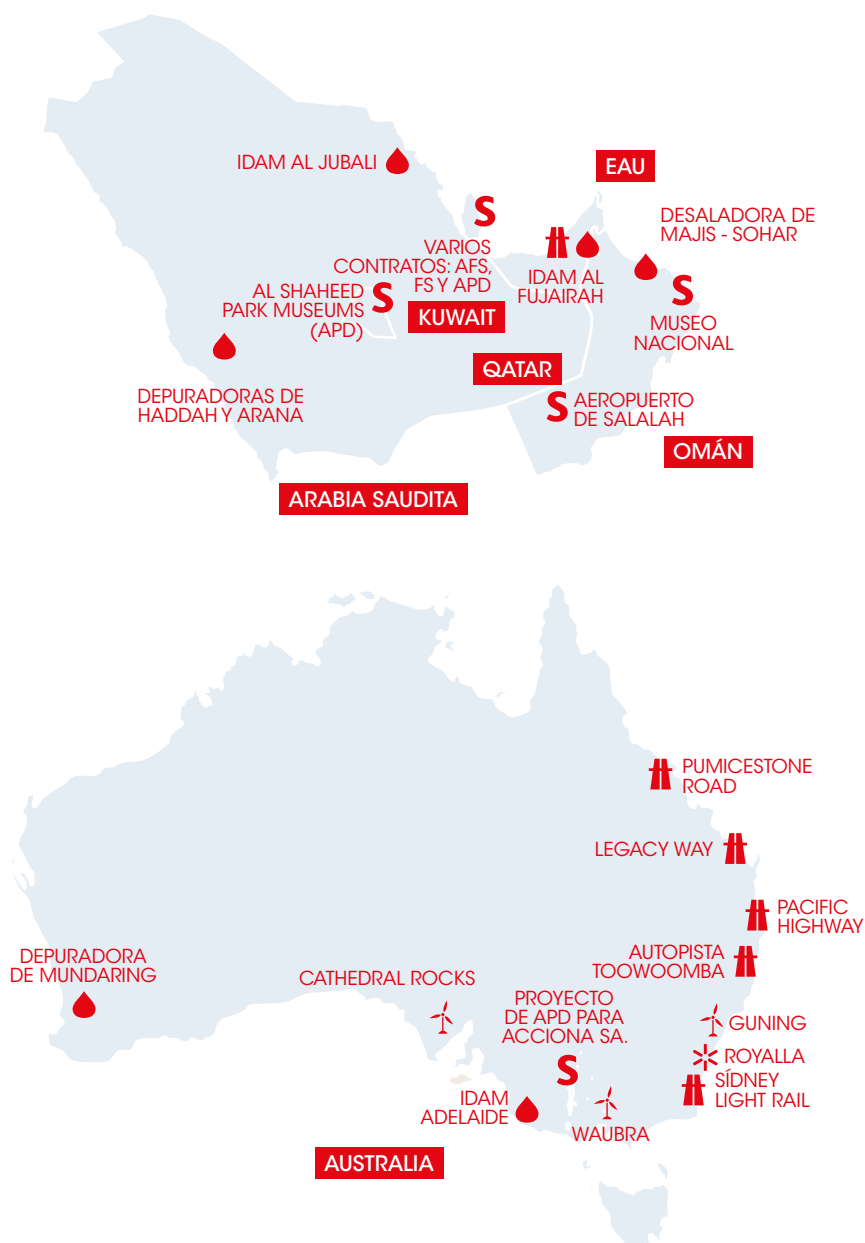 IDAM AL JUBALI
EAU
DESALADORA DE
MAJIS - SOHAR
S
VARIOS
CONTRATOS: AFS,
FS Y APD
IDAM AL
FUJAIRAH
AL SHAHEED
PARK MUSEUMS
(APD)
S
S
MUSEO
NACIONAL
KUWAIT
QATAR
DEPURADORAS DE
HADDAH Y ARANA
S
AEROPUERTO
DE SALALAH
OMÁN
ARABIA SAUDITA
PUMICESTONE
ROAD
LEGACY WAY
PACIFIC
HIGHWAY
AUTOPISTA
TOOWOOMBA
DEPURADORA
DE MUNDARING
CATHEDRAL ROCKS
PROYECTO
DE APD PARA
ACCIONA SA.
S
GUNING
ROYALLA
SÍDNEY
LIGHT RAIL
IDAM
ADELAIDE
WAUBRA
AUSTRALIA